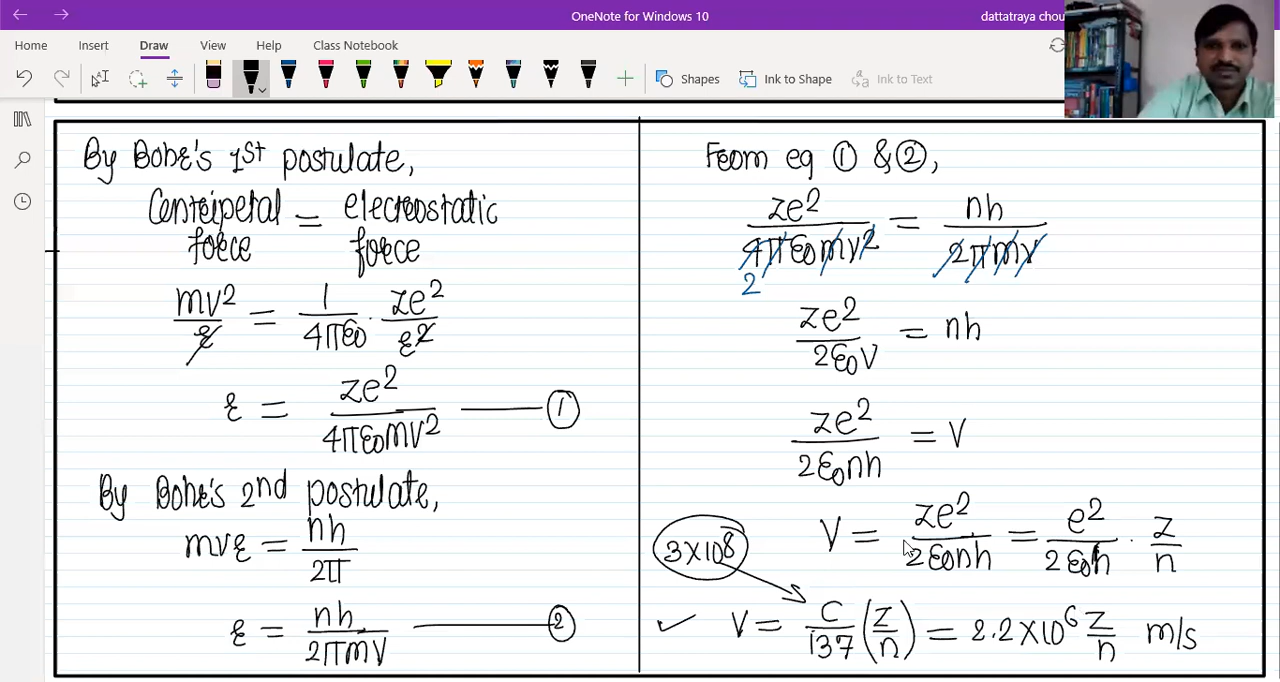 OneNote for Windows 10
dattatraya chou
Home Insert Draw View Help Class Notebook
Shapes Ink to Shape Ink to Text
By Bohr's 1st postulate,
Centripetal force = electrostatic force
mv²/r = 1/4πε₀ · ze²/r²
r = ze²/4πε₀mv² —— ①
By Bohr's 2nd postulate,
mvr = nh/2π
r = nh/2πmv —— ②
From eq ① & ②,
ze²/4πε₀mv² = nh/2πmv
2
ze²/2ε₀v = nh
ze²/2ε₀nh = v
v = ze²/2ε₀nh = e²/2ε₀h · z/n
3×10⁸
✓ v = c/137 (z/n) = 2.2×10⁶ z/n m/s